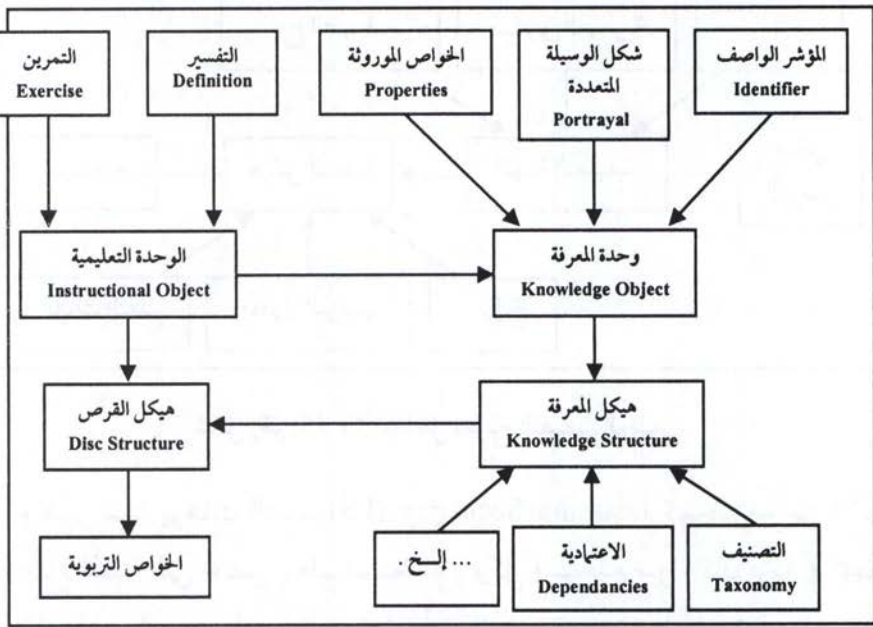 التمرين
Exercise
التفسير
Definition
الخواص الموروثة
Properties
شكل الوسيلة
المتعددة
Portrayal
المؤشر الواصف
Identifier
الوحدة التعليمية
Instructional Object
وحدة المعرفة
Knowledge Object
هيكل القرص
Disc Structure
هيكل المعرفة
Knowledge Structure
الخواص التربوية
... إلــخ .
الاعتمادية
Dependancies
التصنيف
Taxonomy